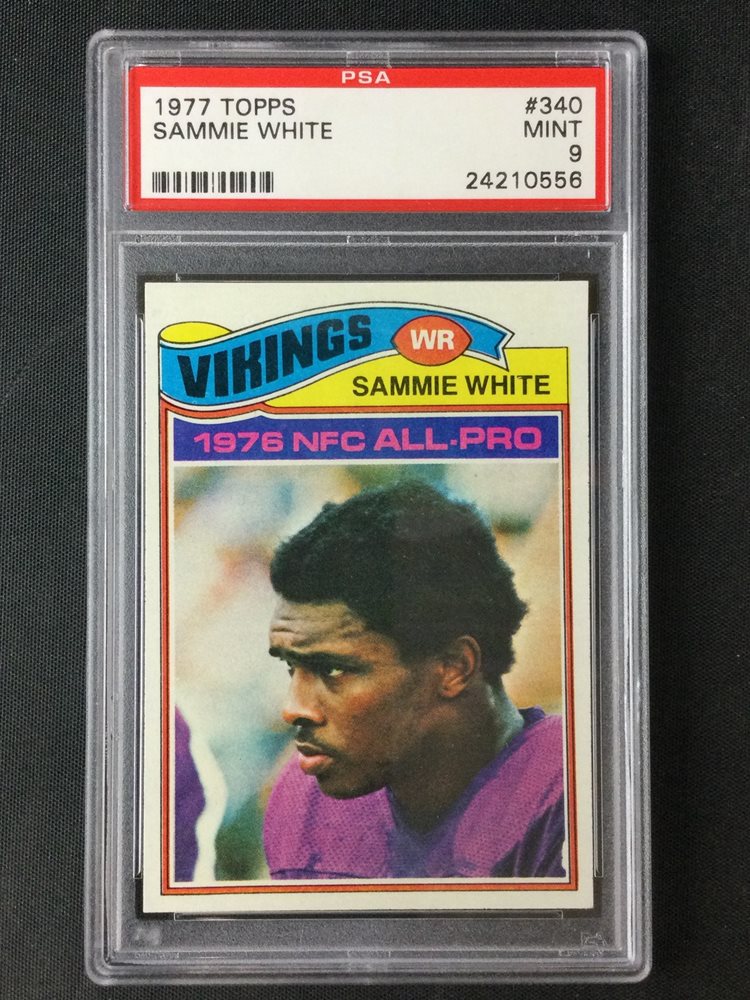 PSA
1977 TOPPS #340
SAMMIE WHITE MINT
9
24210556
VIKINGS WR
SAMMIE WHITE
1976 NFC ALL-PRO